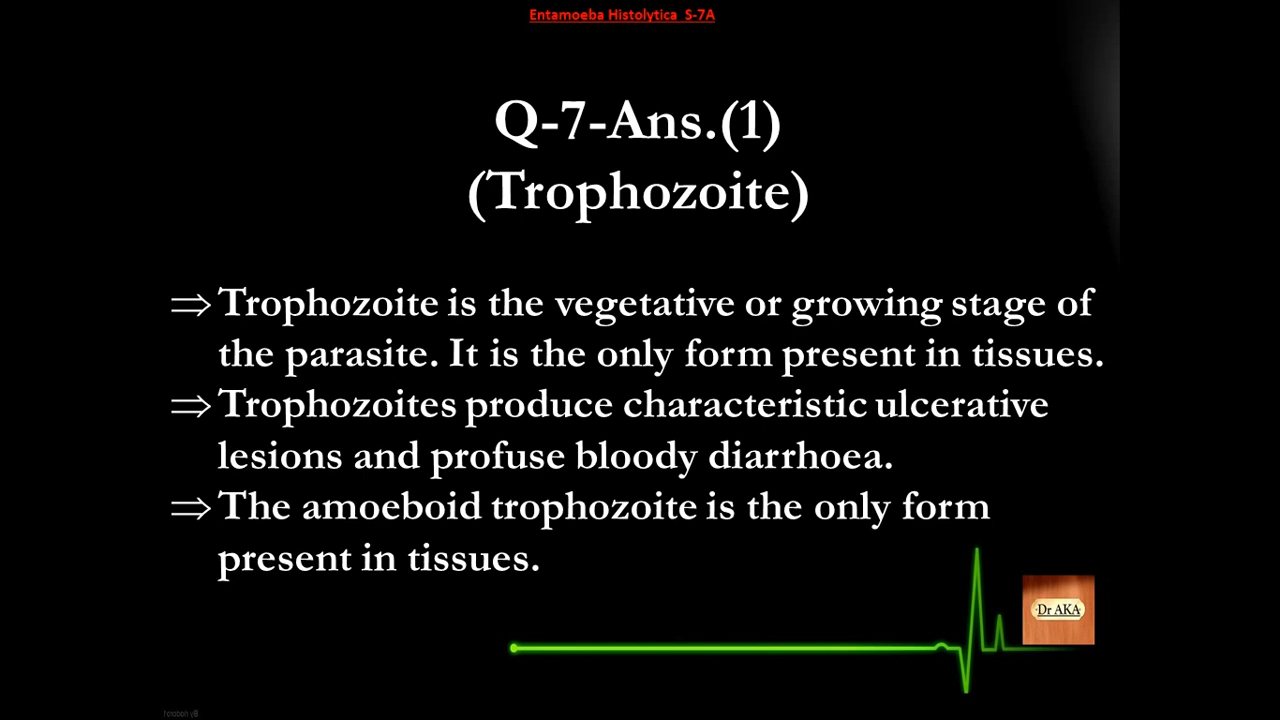 Entamoeba Histolytica S-7A
Q-7-Ans.(1)
(Trophozoite)
⇒ Trophozoite is the vegetative or growing stage of
the parasite. It is the only form present in tissues.
⇒ Trophozoites produce characteristic ulcerative
lesions and profuse bloody diarrhoea.
⇒ The amoeboid trophozoite is the only form
present in tissues.
Dr AKA